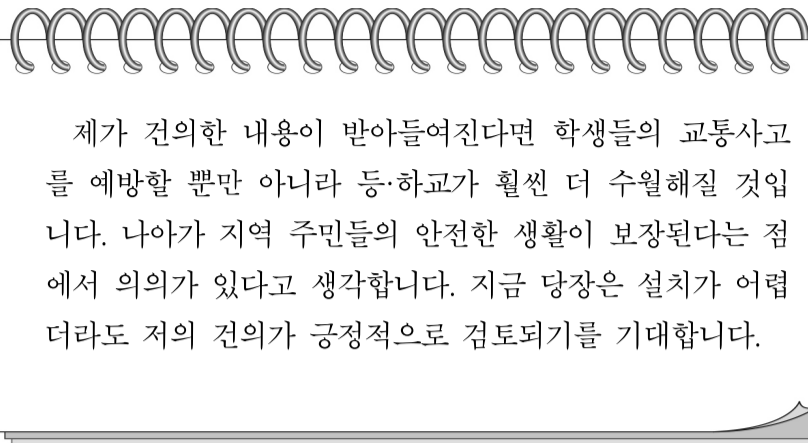 제가 건의한 내용이 받아들여진다면 학생들의 교통사고
를 예방할 뿐만 아니라 등·하교가 훨씬 더 수월해질 것입
니다. 나아가 지역 주민들의 안전한 생활이 보장된다는 점
에서 의의가 있다고 생각합니다. 지금 당장은 설치가 어렵
더라도 저의 건의가 긍정적으로 검토되기를 기대합니다.